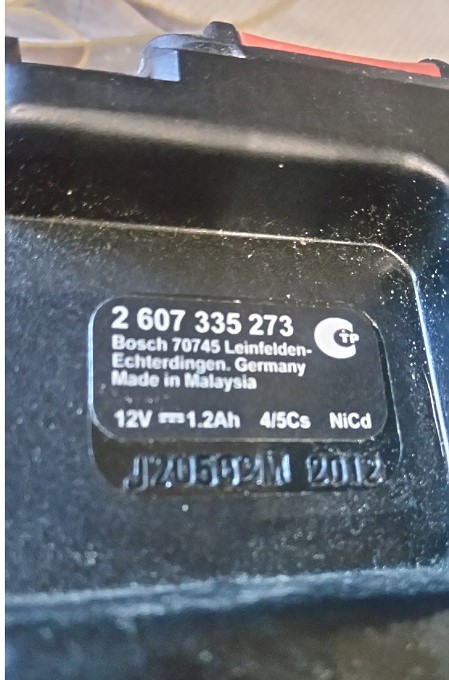 2 607 335 273
Bosch 70745 Leinfelden-
Echterdingen. Germany
Made in Malaysia
TP
12V ⎓ 1.2Ah 4/5Cs NiCd
2012